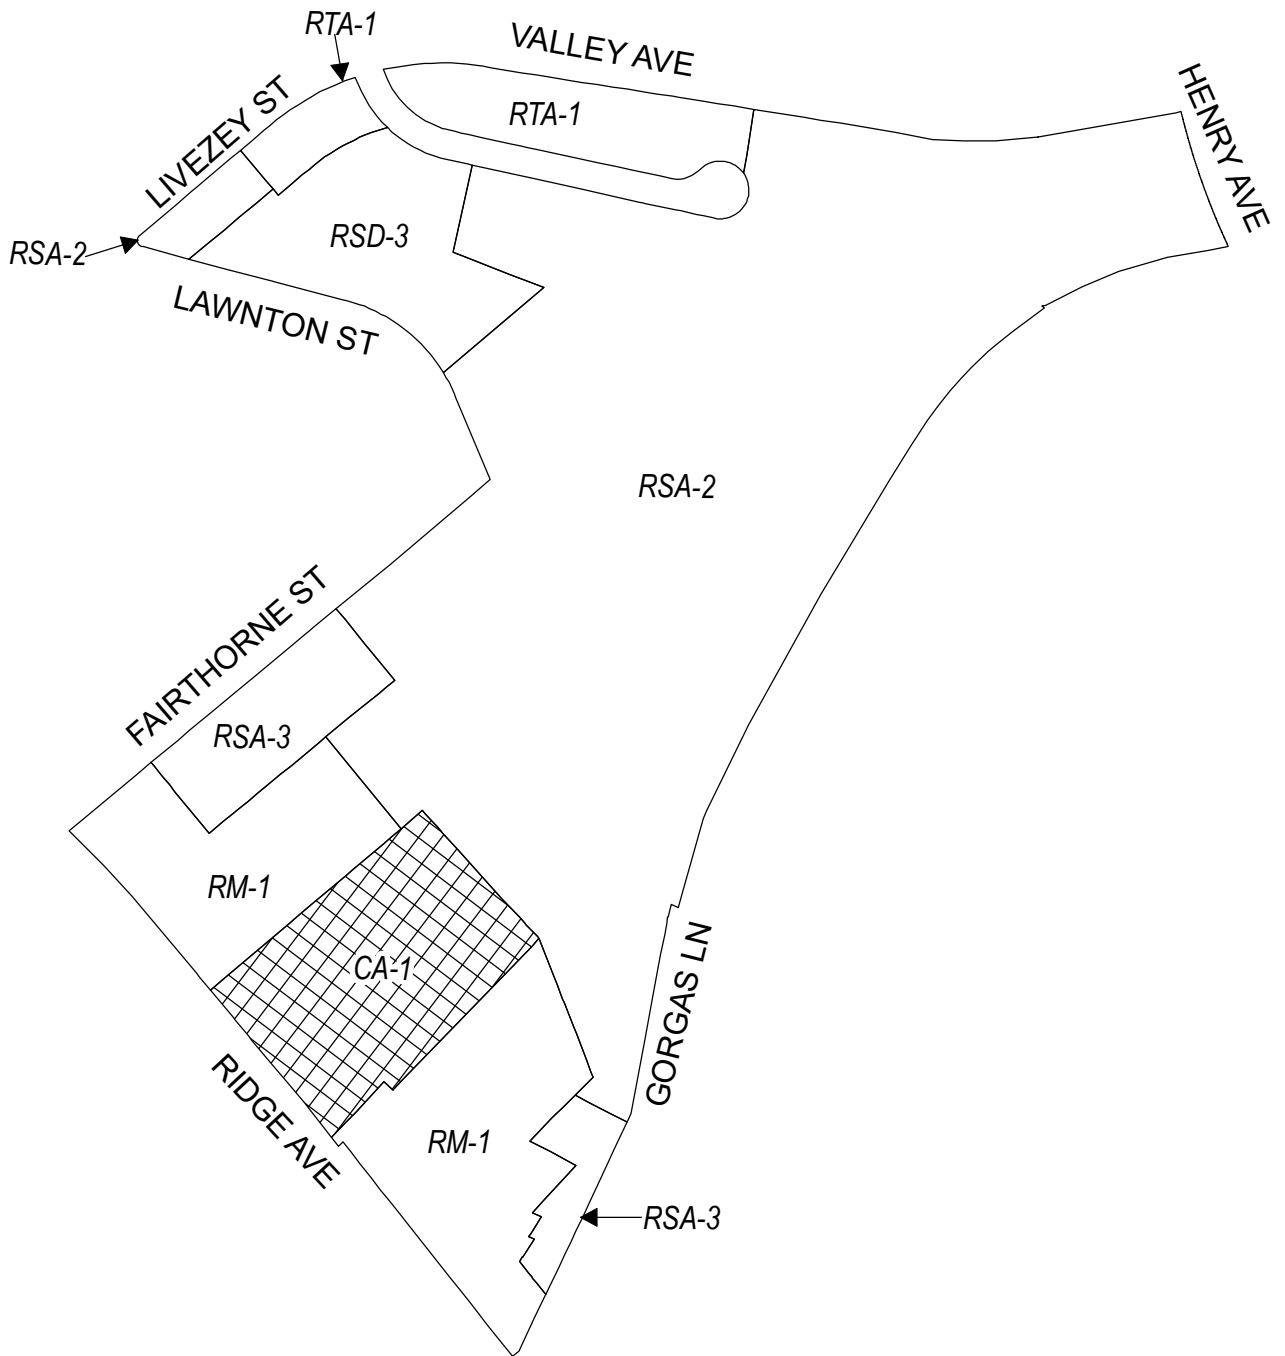 RTA-1
VALLEY AVE
HENRY AVE
LIVEZEY ST
RTA-1
RSA-2
RSD-3
LAWNTON ST
RSA-2
FAIRTHORNE ST
RSA-3
RM-1
CA-1
GORGAS LN
RIDGE AVE
RM-1
RSA-3